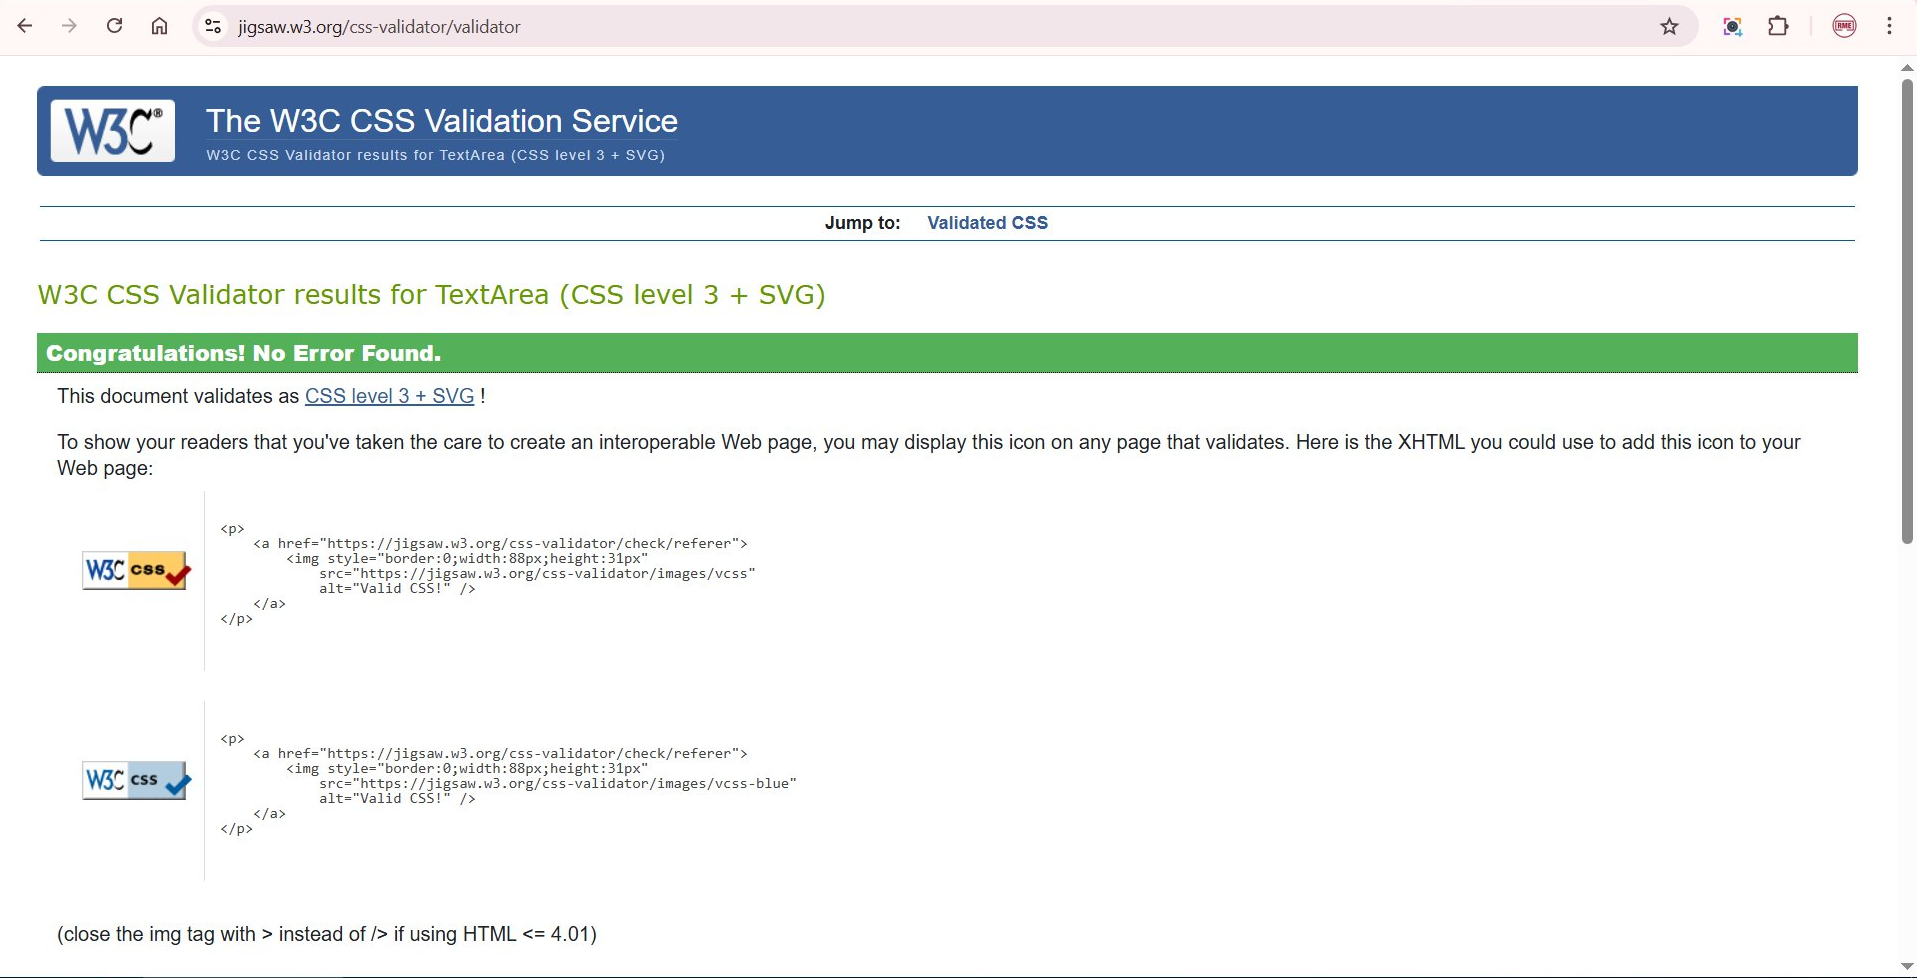 jigsaw.w3.org/css-validator/validator
RME
W3C®
The W3C CSS Validation Service
W3C CSS Validator results for TextArea (CSS level 3 + SVG)
Jump to: Validated CSS
W3C CSS Validator results for TextArea (CSS level 3 + SVG)
Congratulations! No Error Found.
This document validates as CSS level 3 + SVG !
To show your readers that you've taken the care to create an interoperable Web page, you may display this icon on any page that validates. Here is the XHTML you could use to add this icon to your
Web page:
W3C css
<p>
    <a href="https://jigsaw.w3.org/css-validator/check/referer">
        <img style="border:0;width:88px;height:31px"
            src="https://jigsaw.w3.org/css-validator/images/vcss"
            alt="Valid CSS!" />
    </a>
</p>
W3C css
<p>
    <a href="https://jigsaw.w3.org/css-validator/check/referer">
        <img style="border:0;width:88px;height:31px"
            src="https://jigsaw.w3.org/css-validator/images/vcss-blue"
            alt="Valid CSS!" />
    </a>
</p>
(close the img tag with > instead of /> if using HTML <= 4.01)